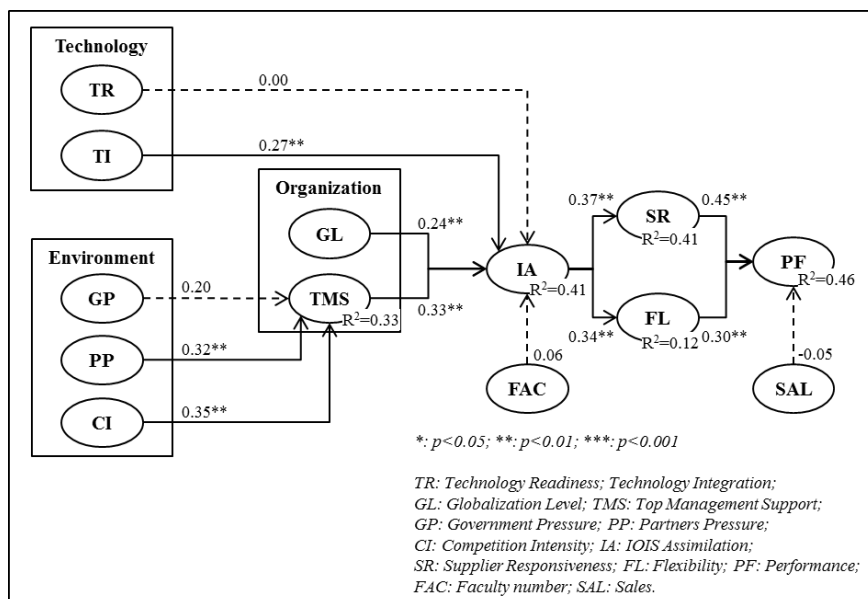 Technology
TR
0.00
TI
0.27**
Organization
GL
0.24**
TMS
R²=0.33
0.33**
Environment
GP
0.20
PP
0.32**
CI
0.35**
IA
R²=0.41
0.37**
SR
R²=0.41
0.45**
0.34**
FL
R²=0.12
0.30**
PF
R²=0.46
0.06
FAC
-0.05
SAL
*: p<0.05; **: p<0.01; ***: p<0.001
TR: Technology Readiness; Technology Integration;
GL: Globalization Level; TMS: Top Management Support;
GP: Government Pressure; PP: Partners Pressure;
CI: Competition Intensity; IA: IOIS Assimilation;
SR: Supplier Responsiveness; FL: Flexibility; PF: Performance;
FAC: Faculty number; SAL: Sales.